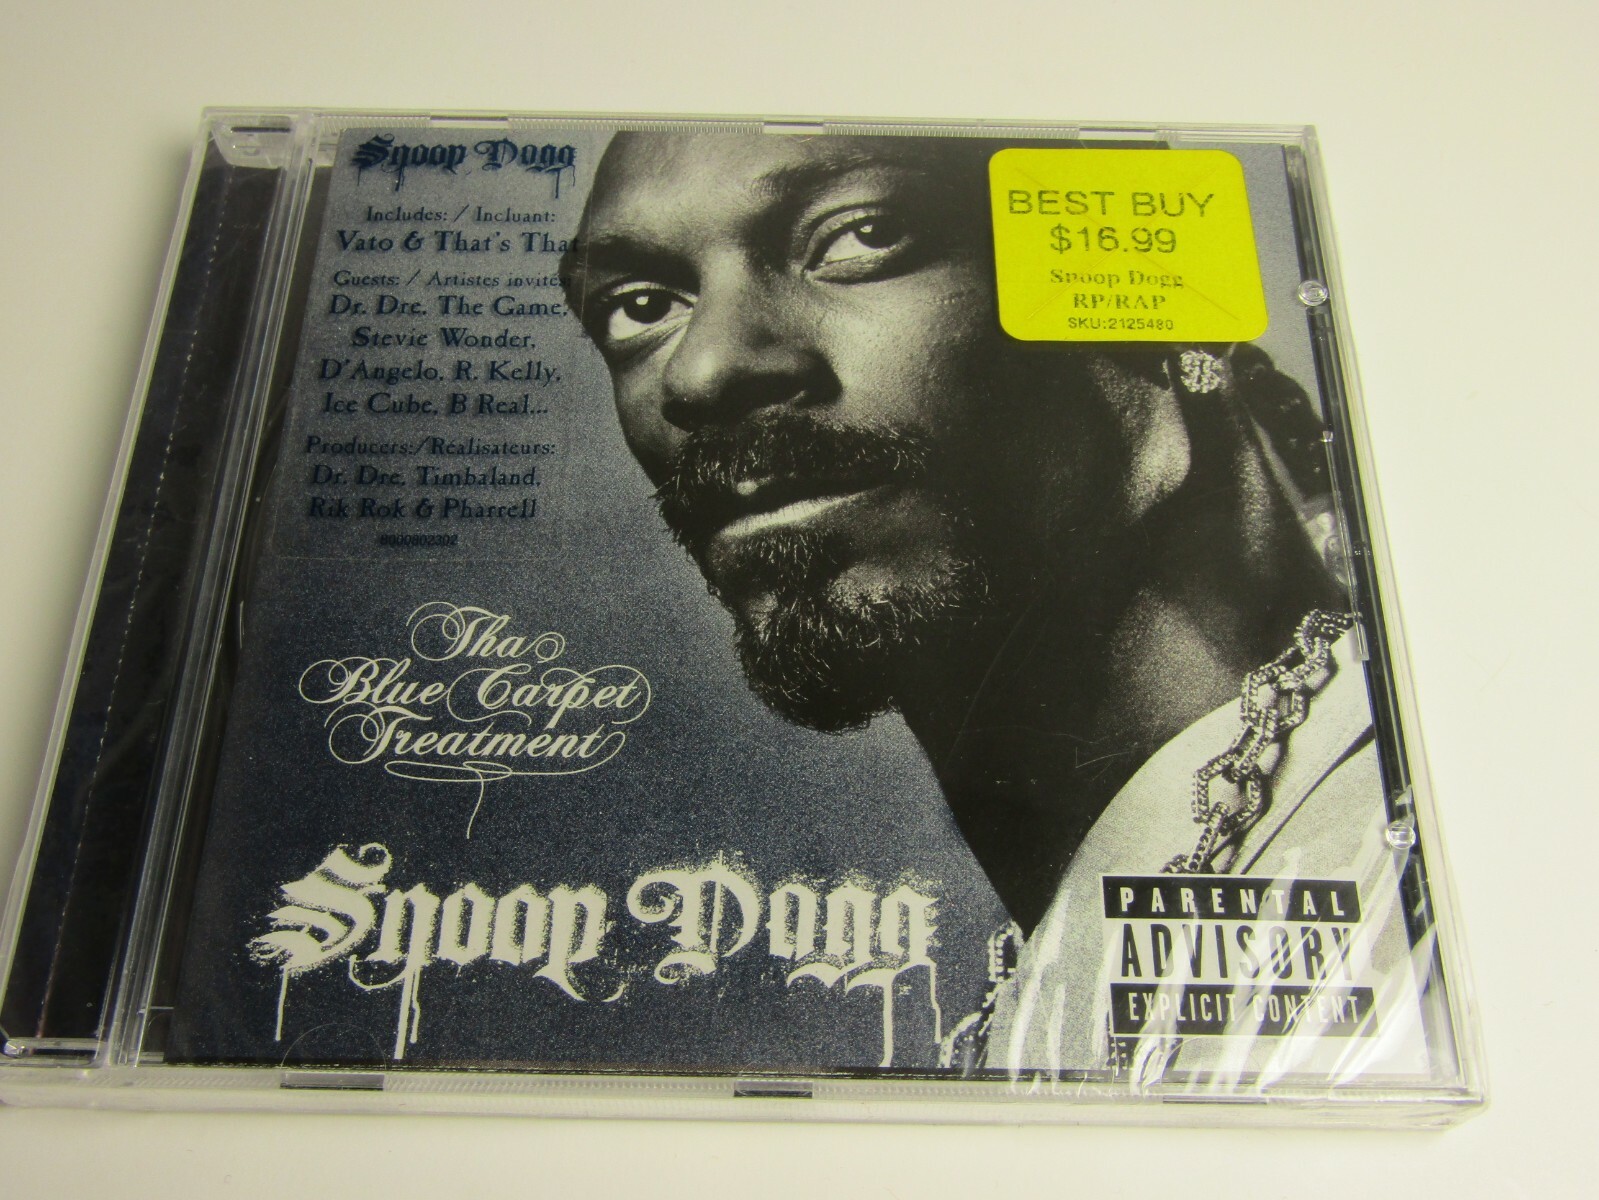 Snoop Dogg
Includes: / Incluant:
Vato & That's That
Guests: / Artistes invités:
Dr. Dre, The Game,
Stevie Wonder,
D'Angelo, R. Kelly,
Ice Cube, B Real...
Producers:/Réalisateurs:
Dr. Dre, Timbaland,
Rik Rok & Pharrell
B000802302
BEST BUY
$16.99
Snoop Dogg
RP/RAP
SKU:2125480
Tha
Blue Carpet
Treatment
Snoop Dogg
PARENTAL
ADVISORY
EXPLICIT CONTENT